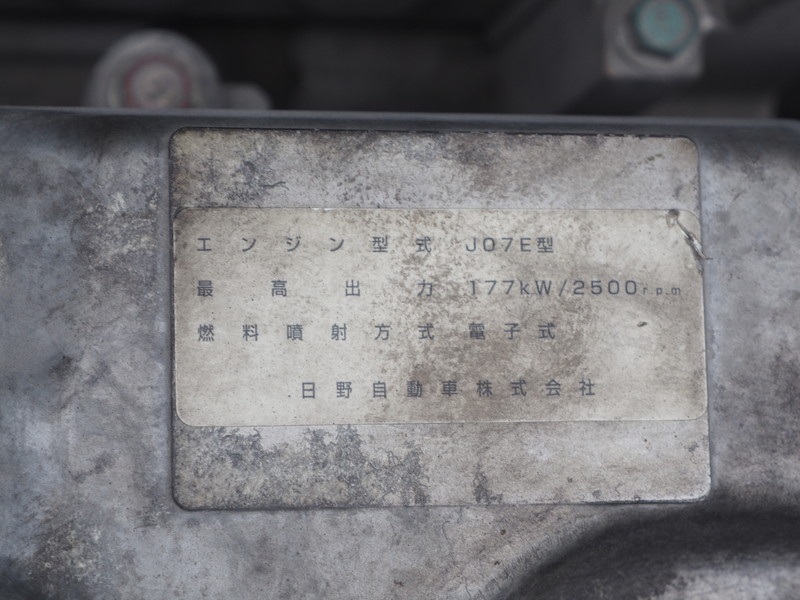 エンジン型式 J07E型
最高出力 177kW/2500r.p.m.
燃料噴射方式 電子式
日野自動車株式会社